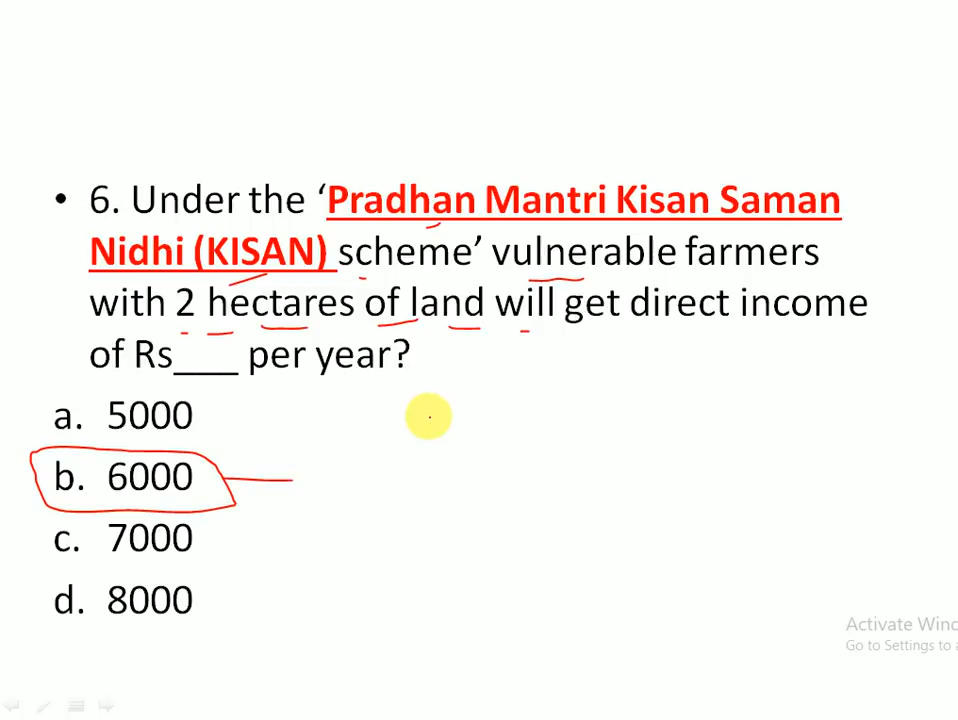 • 6. Under the ‘Pradhan Mantri Kisan Saman
Nidhi (KISAN) scheme’ vulnerable farmers
with 2 hectares of land will get direct income
of Rs___ per year?
a. 5000
b. 6000
c. 7000
d. 8000
Activate
Go to Settings to